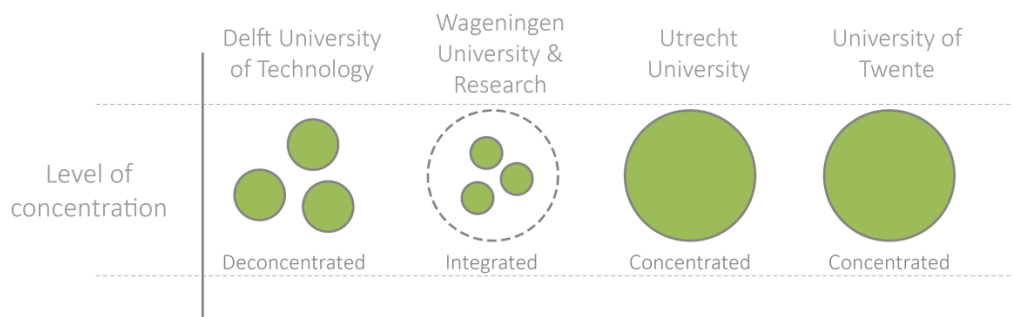 Delft University
of Technology
Wageningen
University &
Research
Utrecht
University
University of
Twente
Level of
concentration
Deconcentrated
Integrated
Concentrated
Concentrated